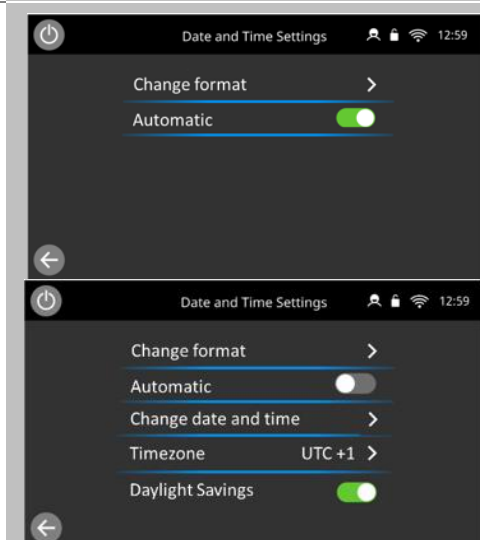 Date and Time Settings 12:59
Change format
Automatic
Date and Time Settings 12:59
Change format
Automatic
Change date and time
Timezone UTC +1
Daylight Savings